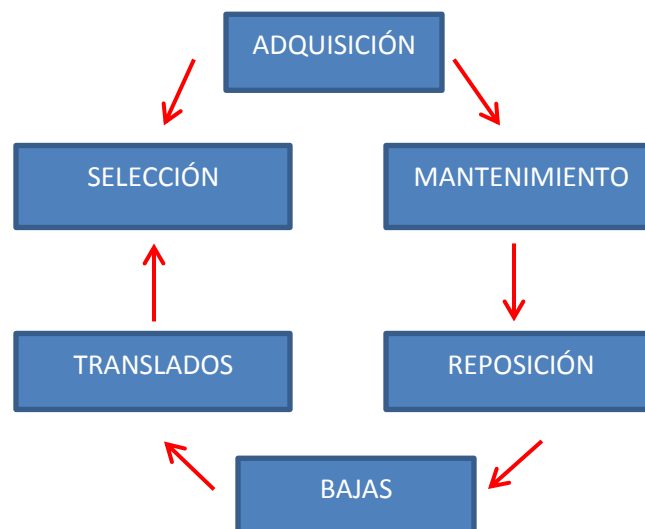 ADQUISICIÓN
SELECCIÓN
MANTENIMIENTO
TRANSLADOS
REPOSICIÓN
BAJAS